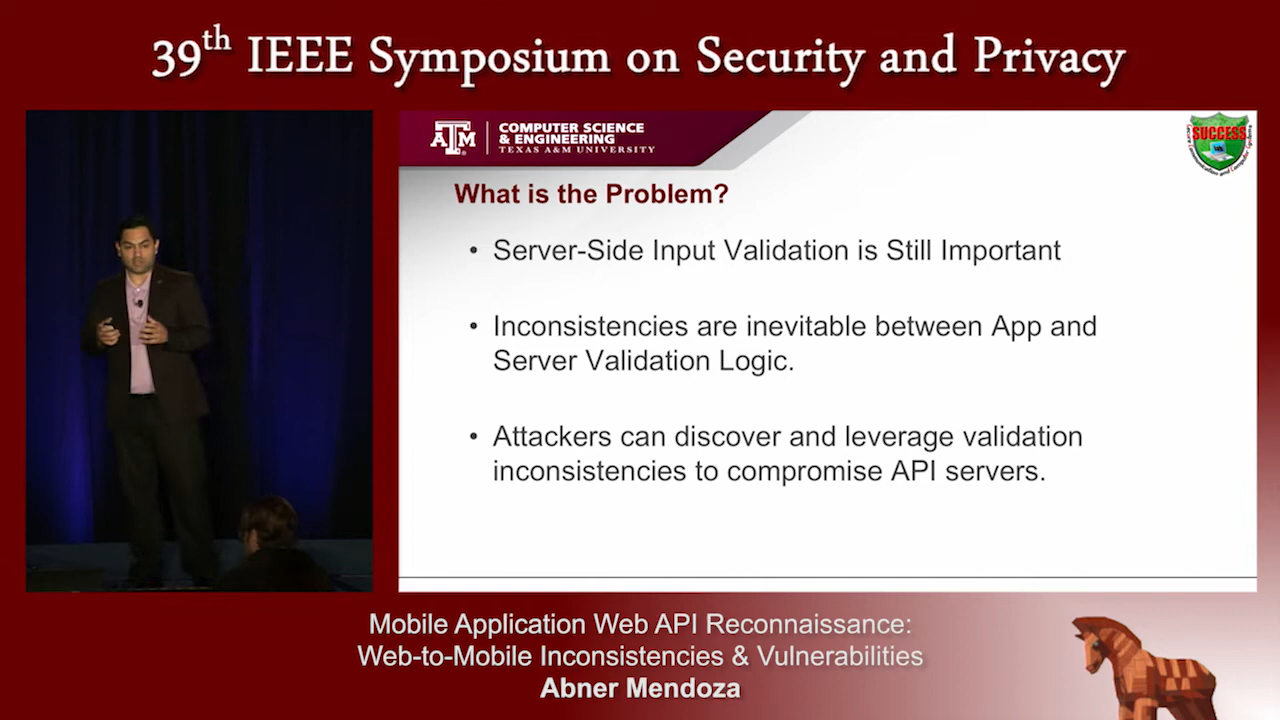 39th IEEE Symposium on Security and Privacy
ATM
COMPUTER SCIENCE
& ENGINEERING
TEXAS A&M UNIVERSITY
SUCCESS
What is the Problem?
• Server-Side Input Validation is Still Important
• Inconsistencies are inevitable between App and
Server Validation Logic.
• Attackers can discover and leverage validation
inconsistencies to compromise API servers.
Mobile Application Web API Reconnaissance:
Web-to-Mobile Inconsistencies & Vulnerabilities
Abner Mendoza